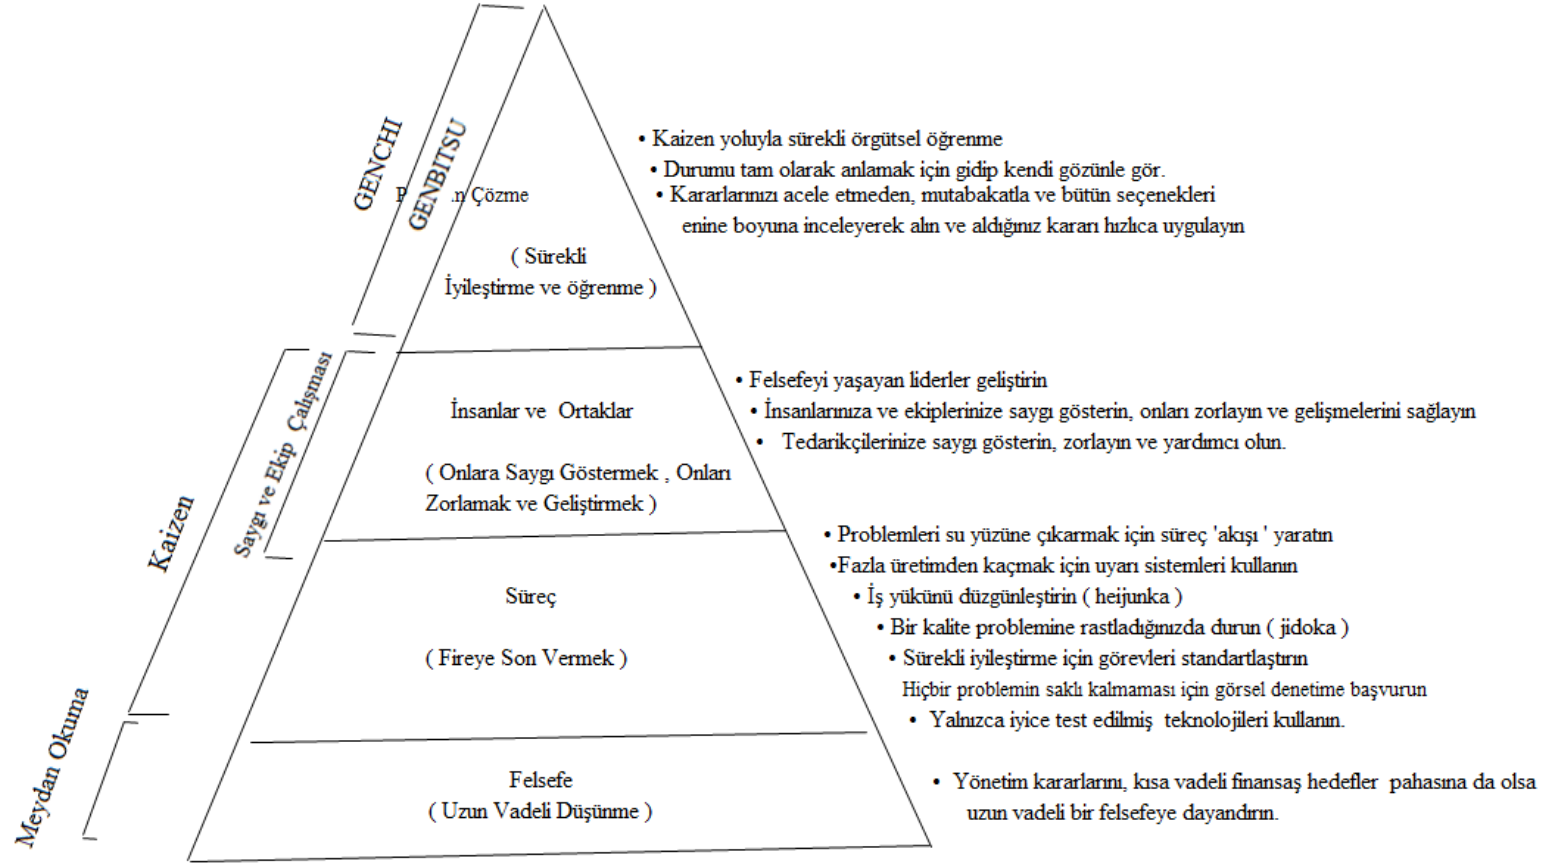 GENCHI
GENBITSU
• Kaizen yoluyla sürekli örgütsel öğrenme
• Durumu tam olarak anlamak için gidip kendi gözünle gör.
• Kararlarınızı acele etmeden, mutabakatla ve bütün seçenekleri
enine boyuna inceleyerek alın ve aldığınız kararı hızlıca uygulayın
Çözme
( Sürekli
İyileştirme ve öğrenme )
Saygı ve Ekip Çalışması
İnsanlar ve Ortaklar
( Onlara Saygı Göstermek , Onları
Zorlamak ve Geliştirmek )
• Felsefeyi yaşayan liderler geliştirin
• İnsanlarınıza ve ekiplerinize saygı gösterin, onları zorlayın ve gelişmelerini sağlayın
• Tedarikçilerinize saygı gösterin, zorlayın ve yardımcı olun.
Kaizen
Süreç
( Fireye Son Vermek )
• Problemleri su yüzüne çıkarmak için süreç 'akışı ' yaratın
•Fazla üretimden kaçmak için uyarı sistemleri kullanın
• İş yükünü düzgünleştirin ( heijunka )
• Bir kalite problemine rastladığınızda durun ( jidoka )
• Sürekli iyileştirme için görevleri standartlaştırın
Hiçbir problemin saklı kalmaması için görsel denetime başvurun
• Yalnızca iyice test edilmiş teknolojileri kullanın.
Meydan Okuma
Felsefe
( Uzun Vadeli Düşünme )
• Yönetim kararlarını, kısa vadeli finansaş hedefler pahasına da olsa
uzun vadeli bir felsefeye dayandırın.